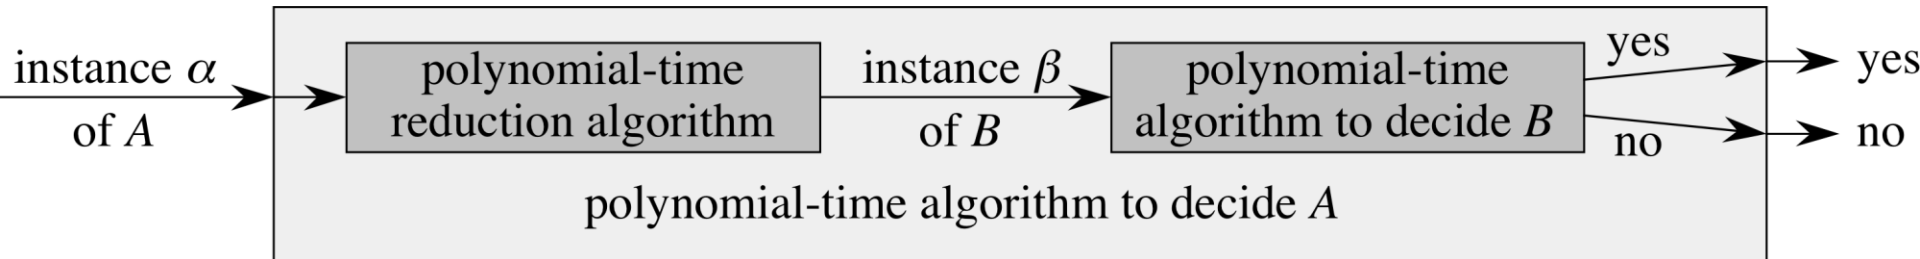 instance α
of A
polynomial-time
reduction algorithm
instance β
of B
polynomial-time
algorithm to decide B
yes
no
yes
no
polynomial-time algorithm to decide A